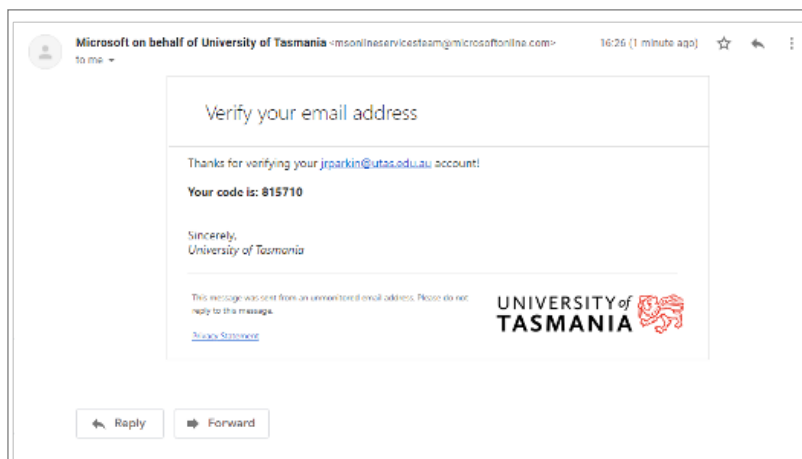 Microsoft on behalf of University of Tasmania <msonlineservicesteam@microsoftonline.com> 16:26 (1 minute ago)
to me
Verify your email address
Thanks for verifying your jrparkin@utas.edu.au account!
Your code is: 815710
Sincerely,
University of Tasmania
This message was sent from an unmonitored email address. Please do not
reply to this message.
Privacy Statement
UNIVERSITY of
TASMANIA
Reply Forward